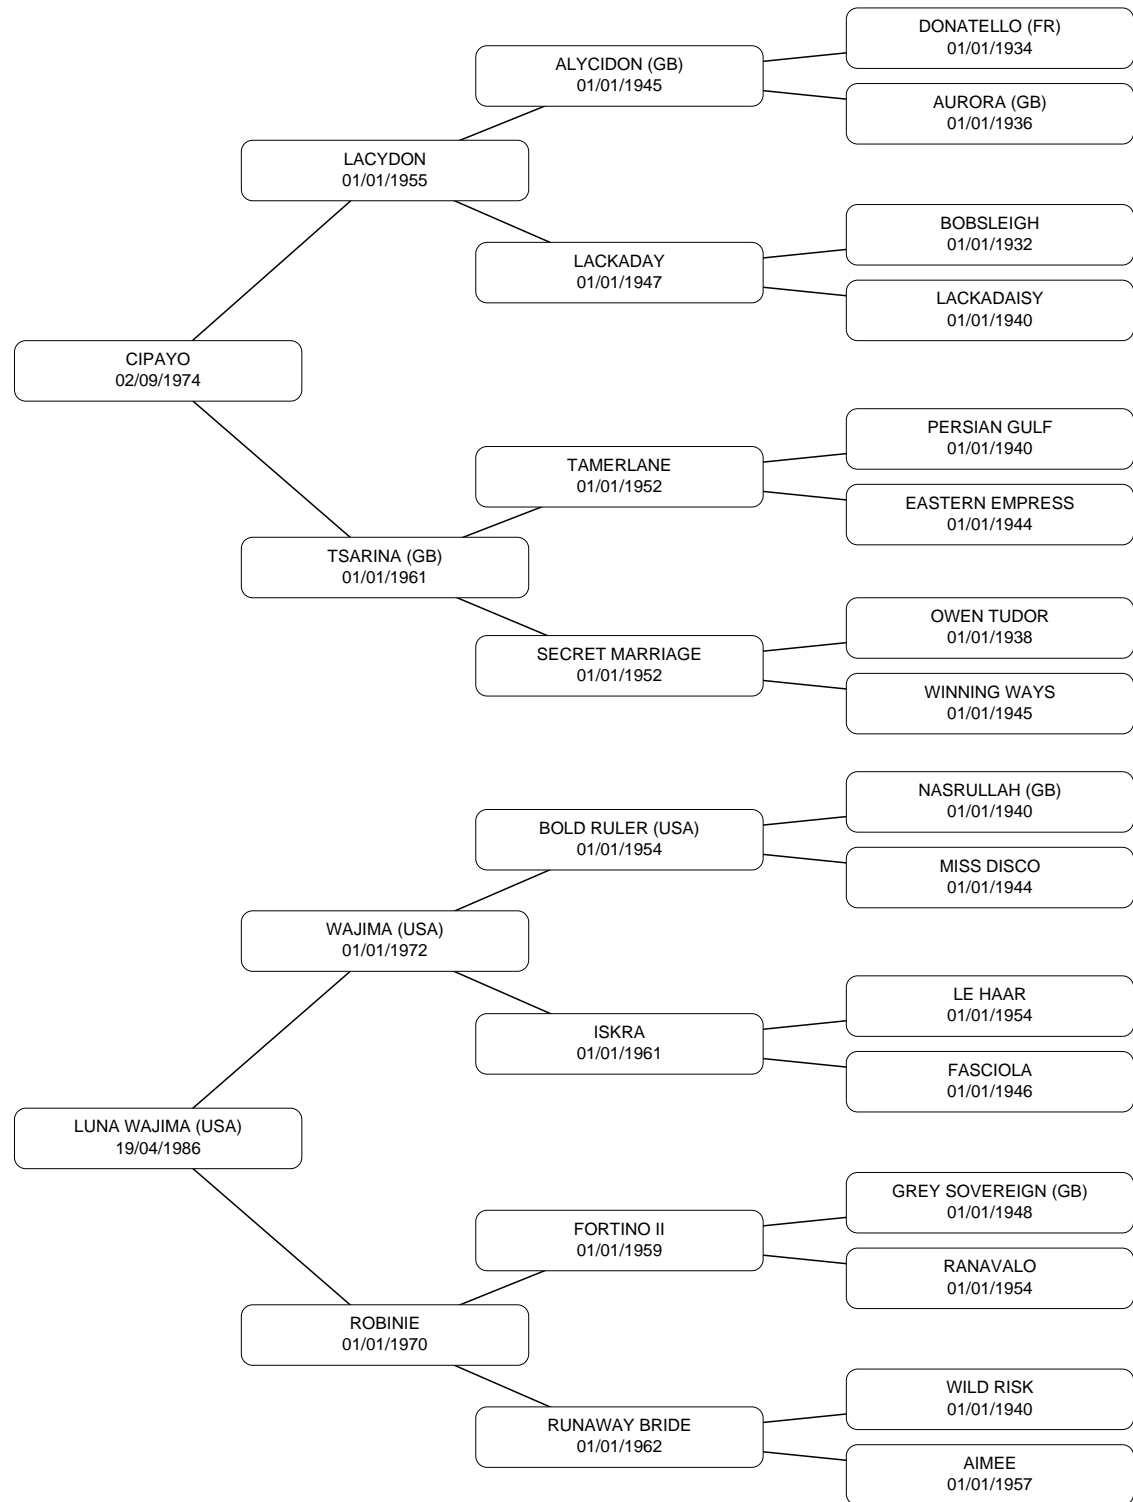 DONATELLO (FR)
01/01/1934
ALYCIDON (GB)
01/01/1945
AURORA (GB)
01/01/1936
LACYDON
01/01/1955
BOBSLEIGH
01/01/1932
LACKADAY
01/01/1947
LACKADAISY
01/01/1940
CIPAYO
02/09/1974
PERSIAN GULF
01/01/1940
TAMERLANE
01/01/1952
EASTERN EMPRESS
01/01/1944
TSARINA (GB)
01/01/1961
OWEN TUDOR
01/01/1938
SECRET MARRIAGE
01/01/1952
WINNING WAYS
01/01/1945
NASRULLAH (GB)
01/01/1940
BOLD RULER (USA)
01/01/1954
MISS DISCO
01/01/1944
WAJIMA (USA)
01/01/1972
LE HAAR
01/01/1954
ISKRA
01/01/1961
FASCIOLA
01/01/1946
LUNA WAJIMA (USA)
19/04/1986
GREY SOVEREIGN (GB)
01/01/1948
FORTINO II
01/01/1959
RANAVALO
01/01/1954
ROBINIE
01/01/1970
WILD RISK
01/01/1940
RUNAWAY BRIDE
01/01/1962
AIMEE
01/01/1957